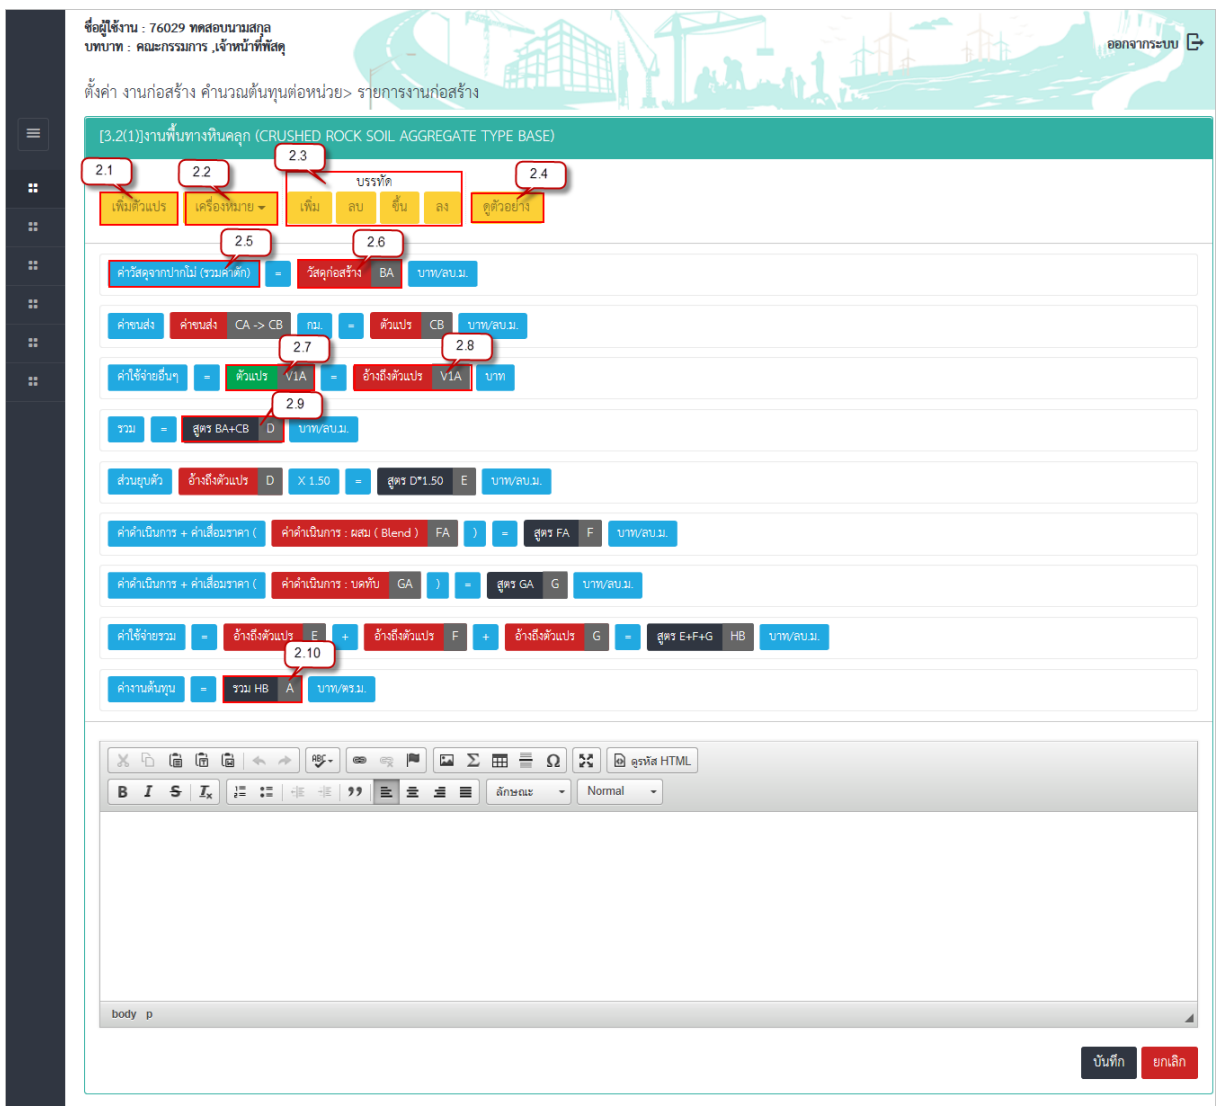 ชื่อผู้ใช้งาน : 76029 ทดสอบนามสกุล
บทบาท : คณะกรรมการ ,เจ้าหน้าที่พัสดุ
ออกจากระบบ
ตั้งค่า งานก่อสร้าง คำนวณต้นทุนต่อหน่วย> รายการงานก่อสร้าง
[3.2(1)]งานพื้นทางหินคลุก (CRUSHED ROCK SOIL AGGREGATE TYPE BASE)
2.1 2.2 2.3 2.4
บรรทัด
เพิ่มตัวแปร เครื่องหมาย เพิ่ม ลบ ขึ้น ลง ดูตัวอย่าง
2.5 2.6
ค่าวัสดุจากปากโม่ (รวมค่าตัก) = วัสดุก่อสร้าง BA บาท/ลบ.ม.
ค่าขนส่ง ค่าขนส่ง CA -> CB กม. = ตัวแปร CB บาท/ลบ.ม.
2.7 2.8
ค่าใช้จ่ายอื่นๆ = ตัวแปร V1A = อ้างถึงตัวแปร V1A บาท
2.9
รวม = สูตร BA+CB D บาท/ลบ.ม.
ส่วนยุบตัว อ้างถึงตัวแปร D X 1.50 = สูตร D*1.50 E บาท/ลบ.ม.
ค่าดำเนินการ + ค่าเสื่อมราคา ( ค่าดำเนินการ : ผสม ( Blend ) FA ) = สูตร FA F บาท/ลบ.ม.
ค่าดำเนินการ + ค่าเสื่อมราคา ( ค่าดำเนินการ : บดทับ GA ) = สูตร GA G บาท/ลบ.ม.
ค่าใช้จ่ายรวม = อ้างถึงตัวแปร E + อ้างถึงตัวแปร F + อ้างถึงตัวแปร G = สูตร E+F+G HB บาท/ลบ.ม.
2.10
ค่างานต้นทุน = รวม HB A บาท/ตร.ม.
ดูรหัส HTML
ลักษณะ Normal
body p
บันทึก ยกเลิก